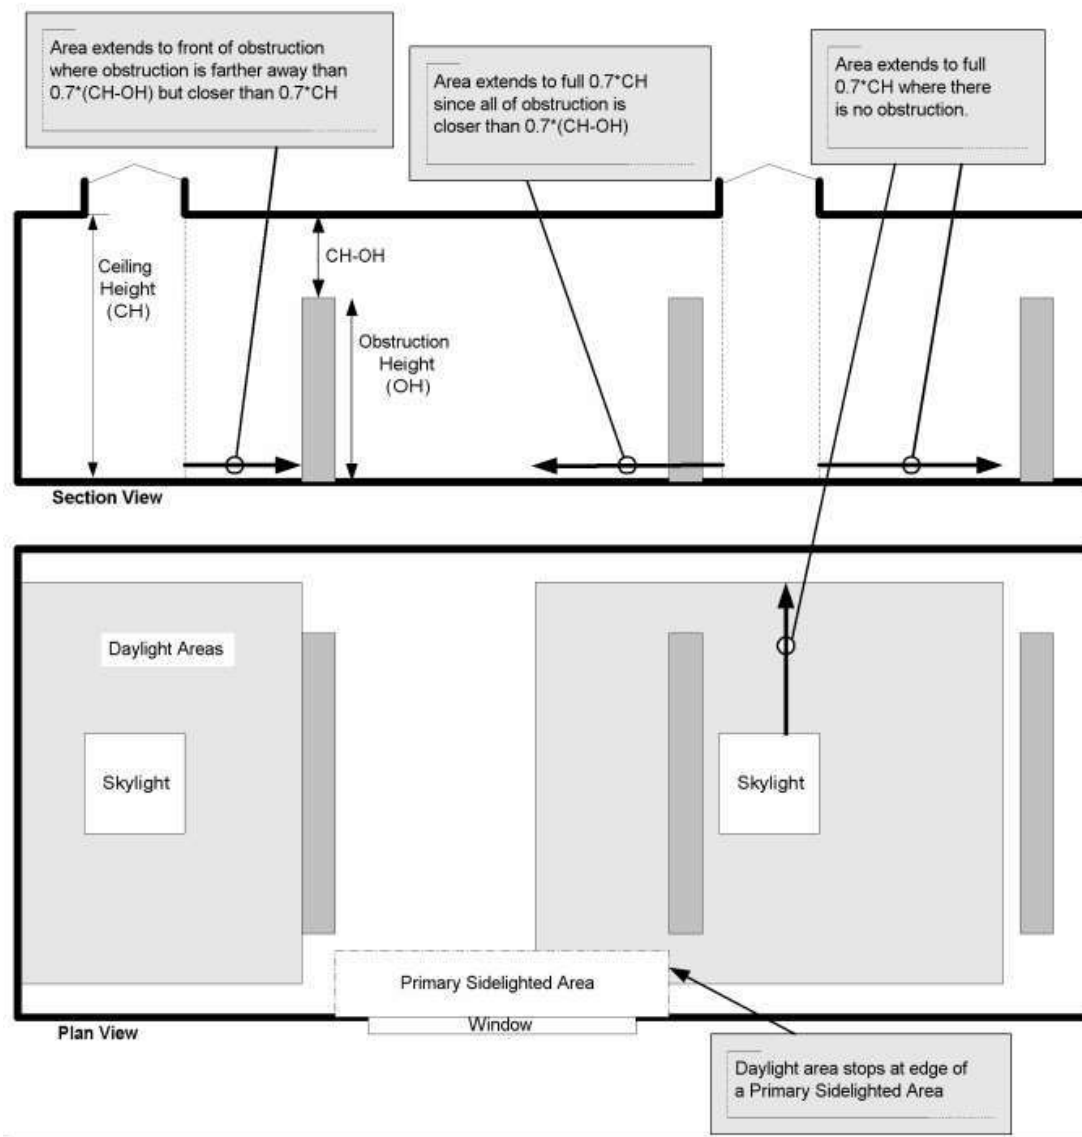 Area extends to front of obstruction
where obstruction is farther away than
0.7*(CH-OH) but closer than 0.7*CH
Area extends to full 0.7*CH
since all of obstruction is
closer than 0.7*(CH-OH)
Area extends to full
0.7*CH where there
is no obstruction.
Ceiling
Height
(CH)
CH-OH
Obstruction
Height
(OH)
Section View
Daylight Areas
Skylight
Skylight
Primary Sidelighted Area
Window
Plan View
Daylight area stops at edge of
a Primary Sidelighted Area